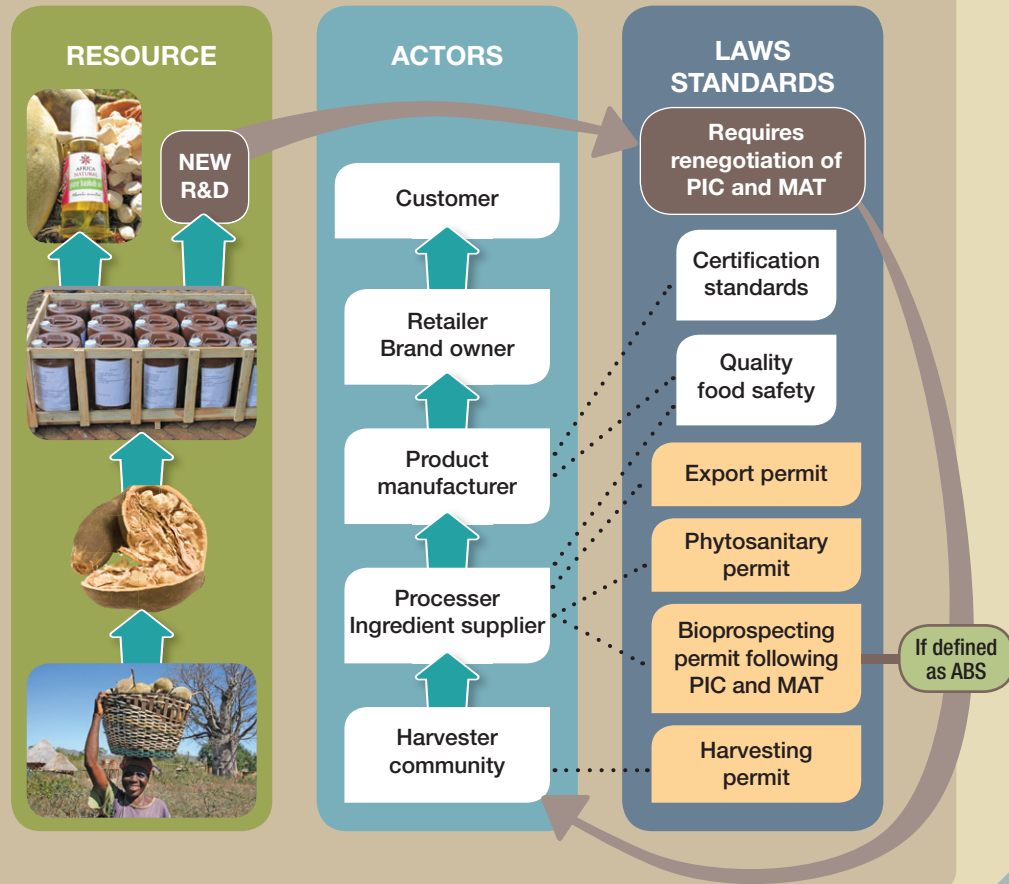 RESOURCE
AFRICA
NATURAL
NEW
R&D
ACTORS
Customer
Retailer
Brand owner
Product
manufacturer
Processer
Ingredient supplier
Harvester
community
LAWS
STANDARDS
Requires
renegotiation of
PIC and MAT
Certification
standards
Quality
food safety
Export permit
Phytosanitary
permit
Bioprospecting
permit following
PIC and MAT
Harvesting
permit
If defined
as ABS